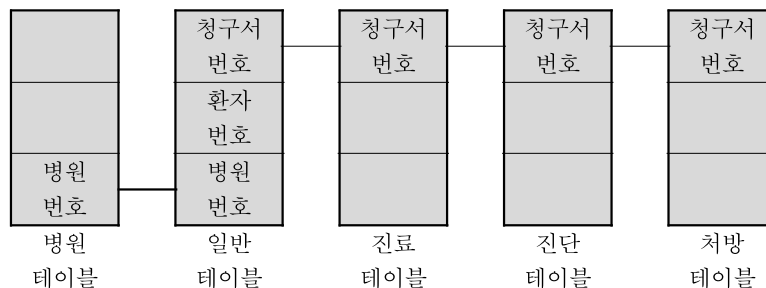 청구서 청구서 청구서 청구서
번호 번호 번호 번호
환자
번호
병원 병원
번호 번호
병원 일반 진료 진단 처방
테이블 테이블 테이블 테이블 테이블